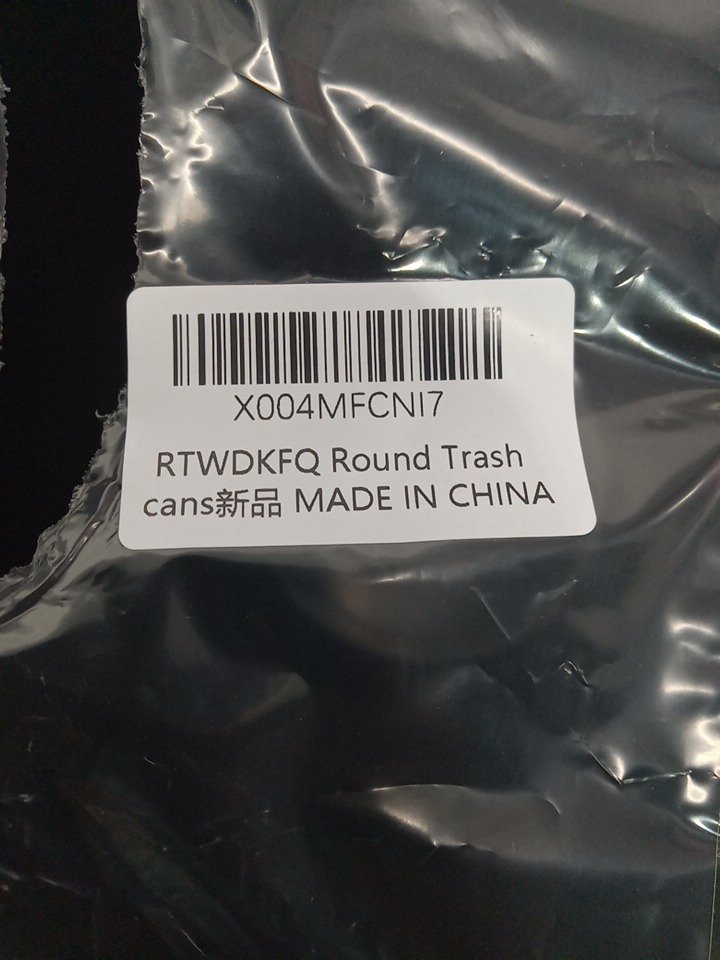 X004MFCNI7
RTWDKFQ Round Trash
cans新品 MADE IN CHINA